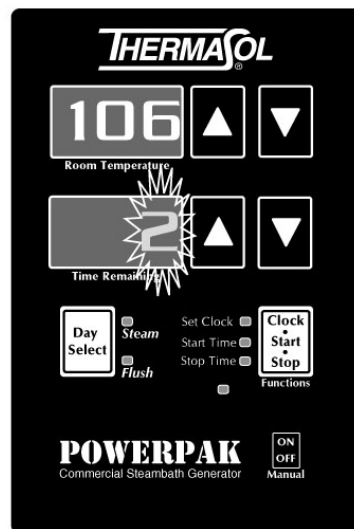 THERMASOL
®
106
Room Temperature
2
Time Remaining
Day
Select
Steam
Flush
Set Clock
Start Time
Stop Time
Clock
•
Start
•
Stop
Functions
POWERPAK
Commercial Steambath Generator
ON
OFF
Manual